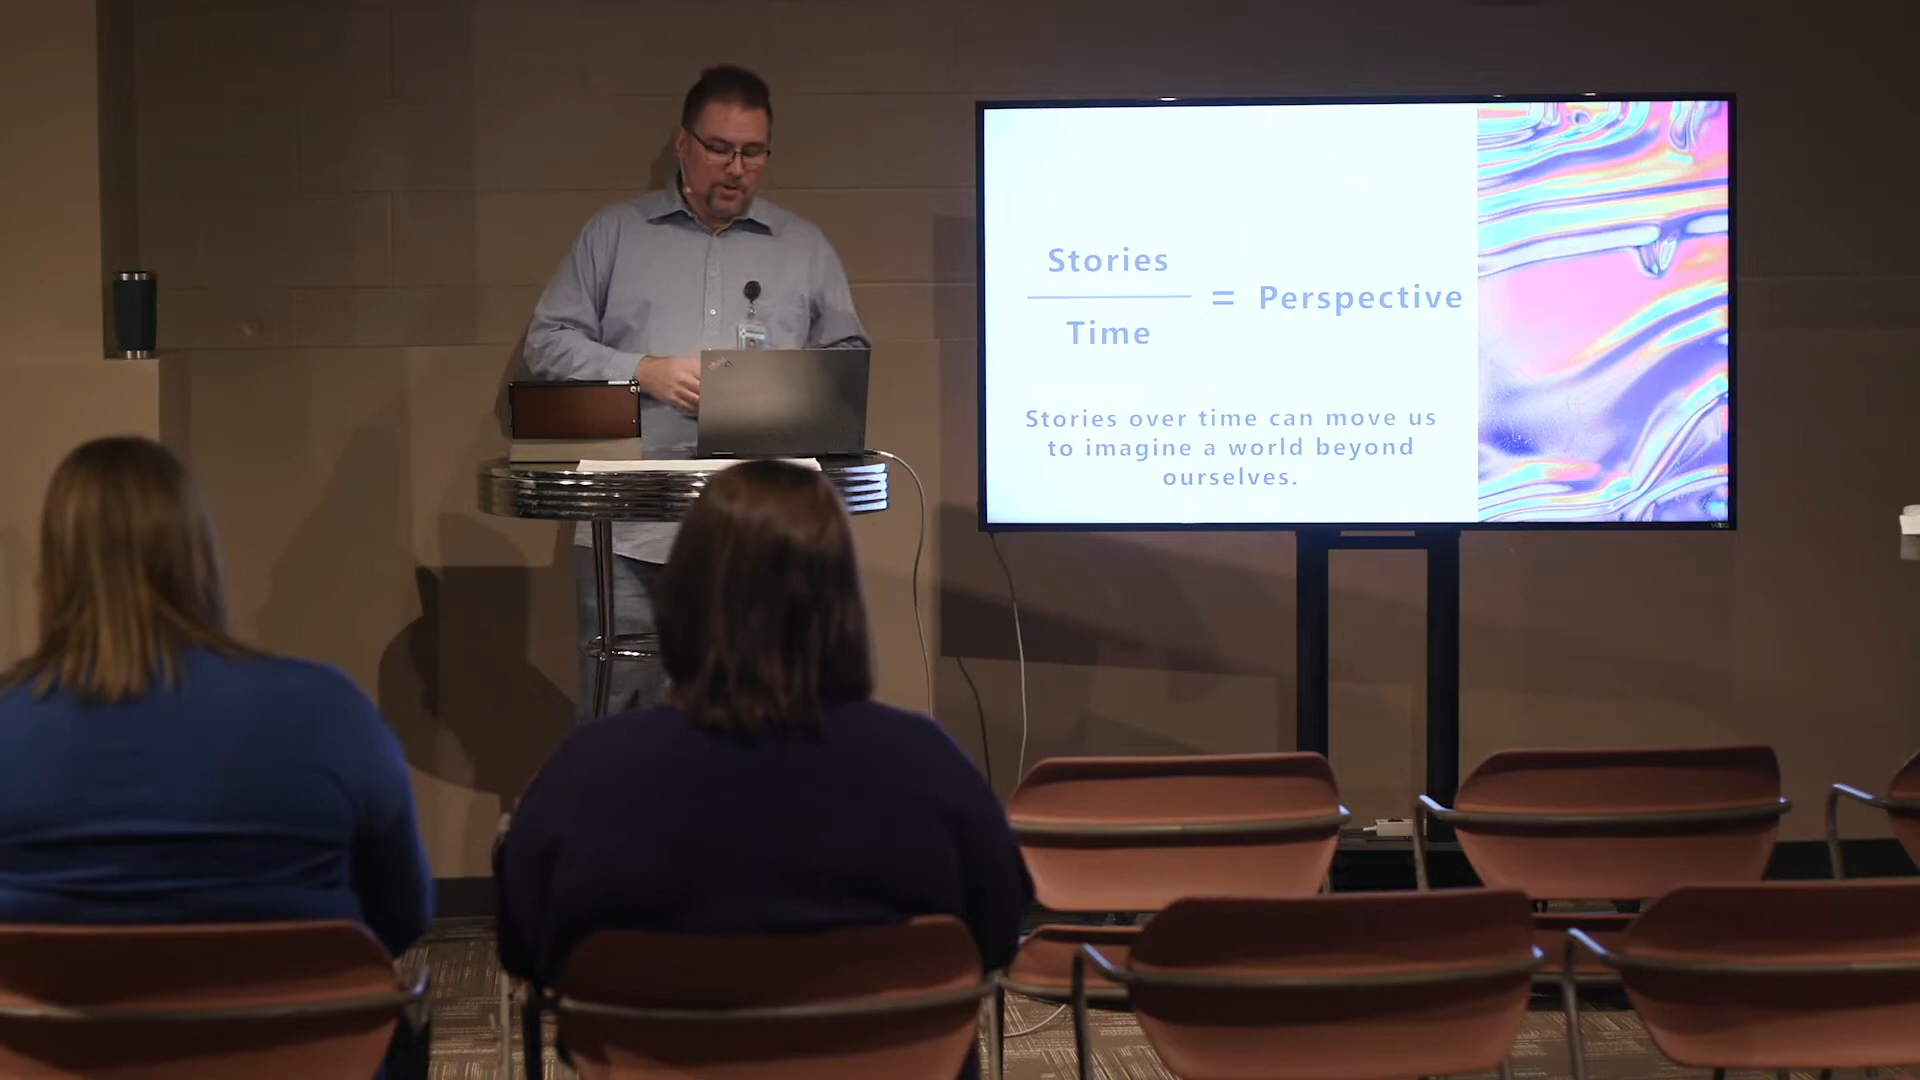 Stories
Time
= Perspective
Stories over time can move us
to imagine a world beyond
ourselves.